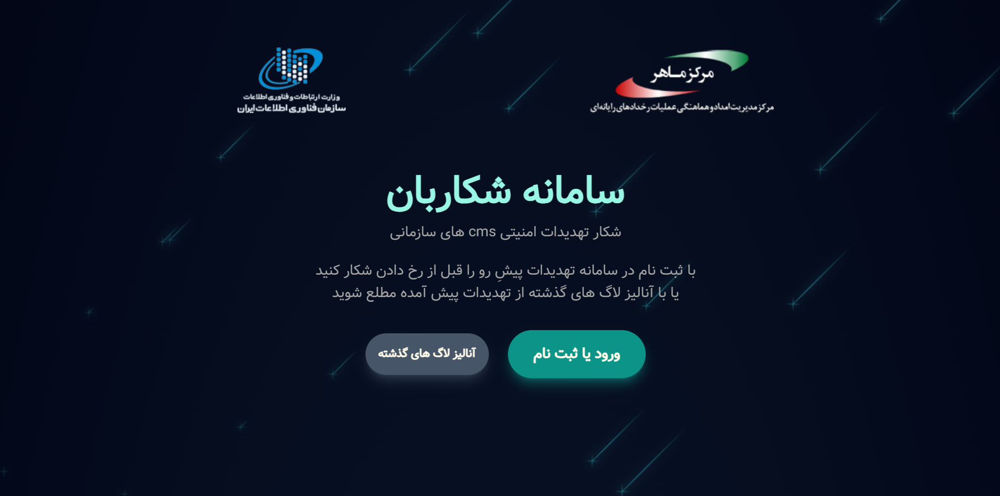 مرکز ماهر
مرکز مدیریت امداد و هماهنگی عملیات رخدادهای رایانه‌ای
وزارت ارتباطات و فناوری اطلاعات
سازمان فناوری اطلاعات ایران
سامانه شکاربان
شکار تهدیدات امنیتی cms های سازمانی
با ثبت نام در سامانه تهدیدات پیشِ رو را قبل از رخ دادن شکار کنید
یا با آنالیز لاگ های گذشته از تهدیدات پیش آمده مطلع شوید
ورود یا ثبت نام
آنالیز لاگ های گذشته